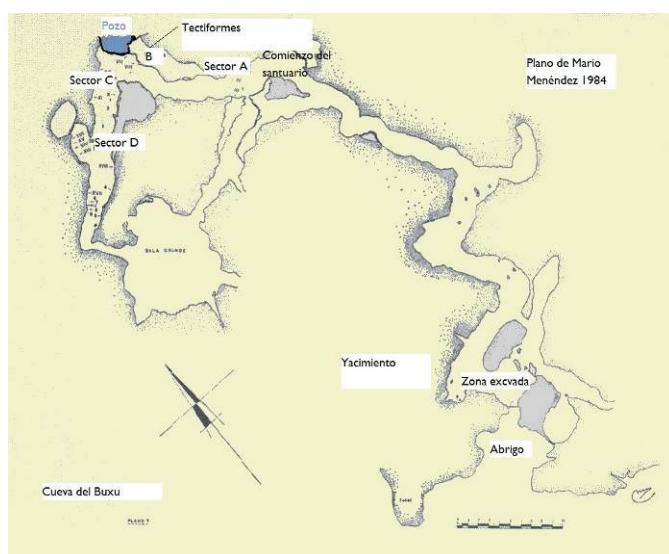 Pozo
Tectiformes
B
Sector A
Comienzo del
santuario
Plano de Mario
Menéndez 1984
Sector C
Sector D
SALA GRANDE
Yacimiento
Zona excvada
Abrigo
Cueva del Buxu